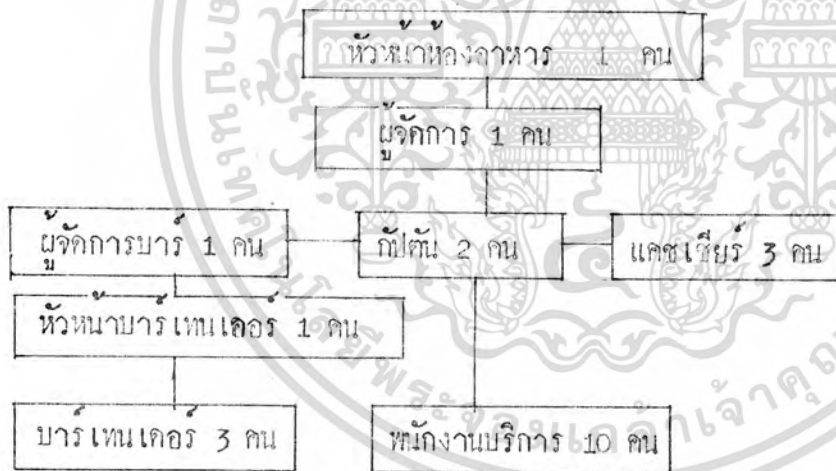 หัวหน้าห้องอาหาร 1 คน
ผู้จัดการ 1 คน
ผู้จัดการบาร์ 1 คน
กัปตัน 2 คน
แคชเชียร์ 3 คน
หัวหน้าบาร์เทนเดอร์ 1 คน
บาร์เทนเดอร์ 3 คน
พนักงานบริการ 10 คน